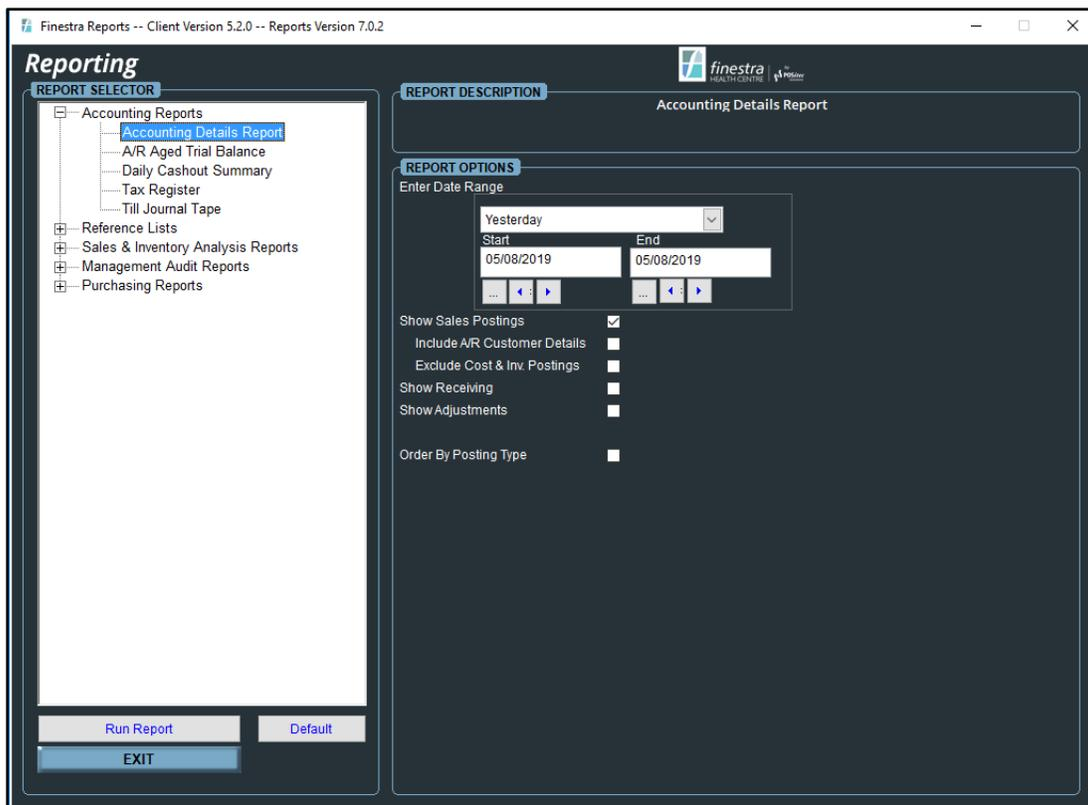 Finestra Reports -- Client Version 5.2.0 -- Reports Version 7.0.2
Reporting
finestra by POSitec
HEALTH CENTRE
REPORT SELECTOR
Accounting Reports
Accounting Details Report
A/R Aged Trial Balance
Daily Cashout Summary
Tax Register
Till Journal Tape
Reference Lists
Sales & Inventory Analysis Reports
Management Audit Reports
Purchasing Reports
Run Report
Default
EXIT
REPORT DESCRIPTION
Accounting Details Report
REPORT OPTIONS
Enter Date Range
Yesterday
Start End
05/08/2019 05/08/2019
... : ... :
Show Sales Postings
Include A/R Customer Details
Exclude Cost & Inv. Postings
Show Receiving
Show Adjustments
Order By Posting Type